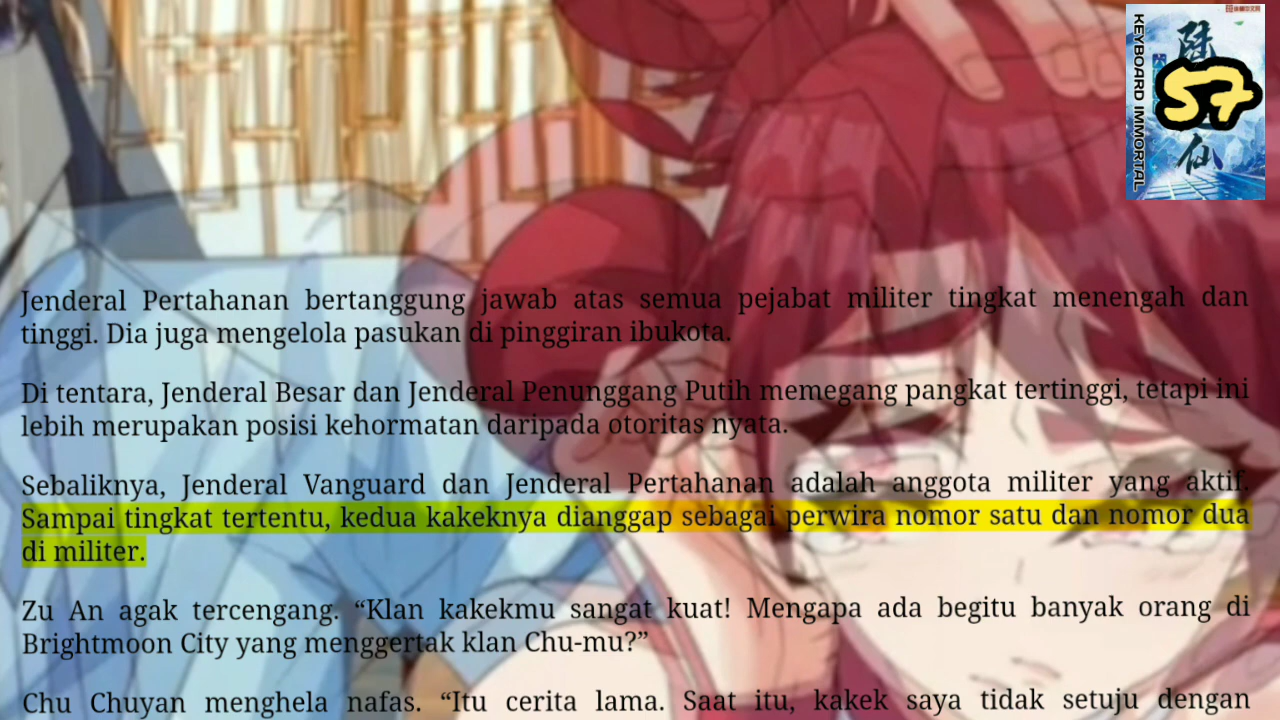 KEYBOARD IMMORTAL
陆
仙
57
Jenderal Pertahanan bertanggung jawab atas semua pejabat militer tingkat menengah dan
tinggi. Dia juga mengelola pasukan di pinggiran ibukota.
Di tentara, Jenderal Besar dan Jenderal Penunggang Putih memegang pangkat tertinggi, tetapi ini
lebih merupakan posisi kehormatan daripada otoritas nyata.
Sebaliknya, Jenderal Vanguard dan Jenderal Pertahanan adalah anggota militer yang aktif.
Sampai tingkat tertentu, kedua kakeknya dianggap sebagai perwira nomor satu dan nomor dua
di militer.
Zu An agak tercengang. “Klan kakekmu sangat kuat! Mengapa ada begitu banyak orang di
Brightmoon City yang menggertak klan Chu-mu?”
Chu Chuyan menghela nafas. “Itu cerita lama. Saat itu, kakek saya tidak setuju dengan